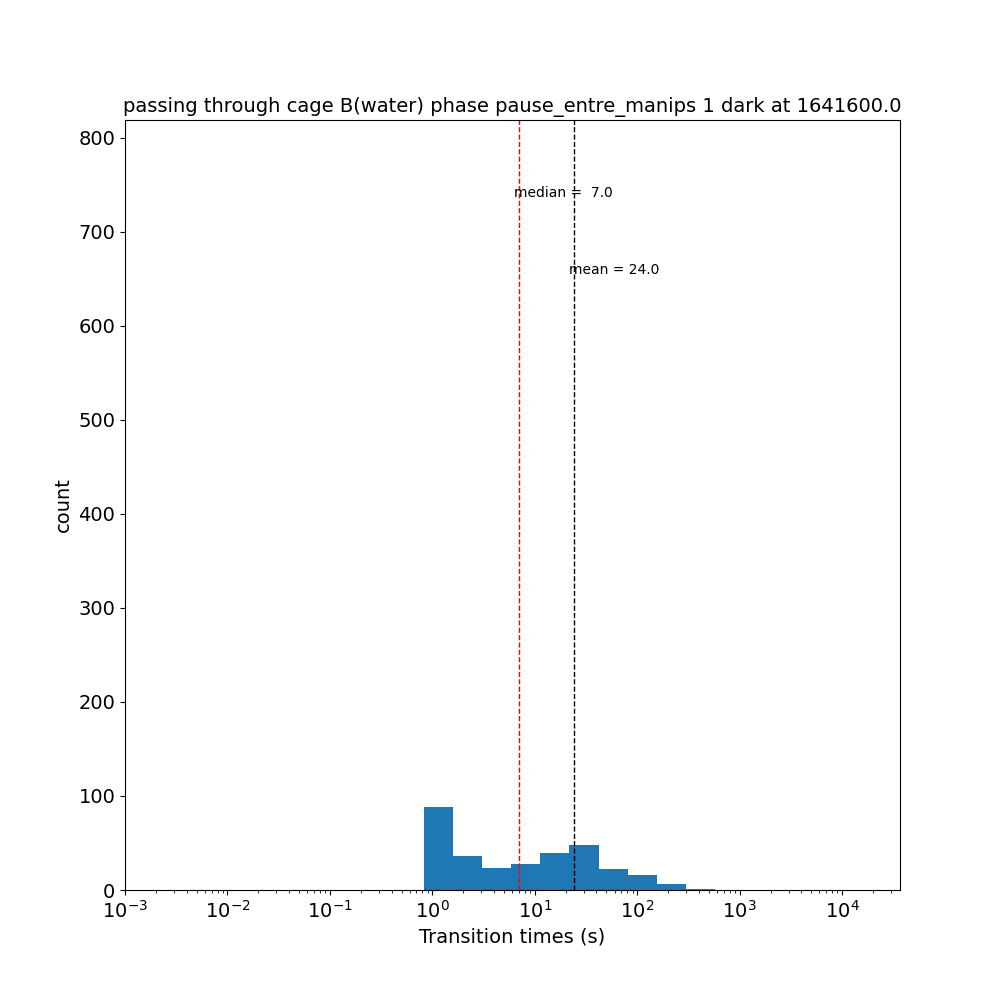 passing through cage B(water) phase pause_entre_manips 1 dark at 1641600.0
800
median =  7.0
700
mean = 24.0
600
500
400
count
300
200
100
0
10⁻³ 10⁻² 10⁻¹ 10⁰ 10¹ 10² 10³ 10⁴
Transition times (s)